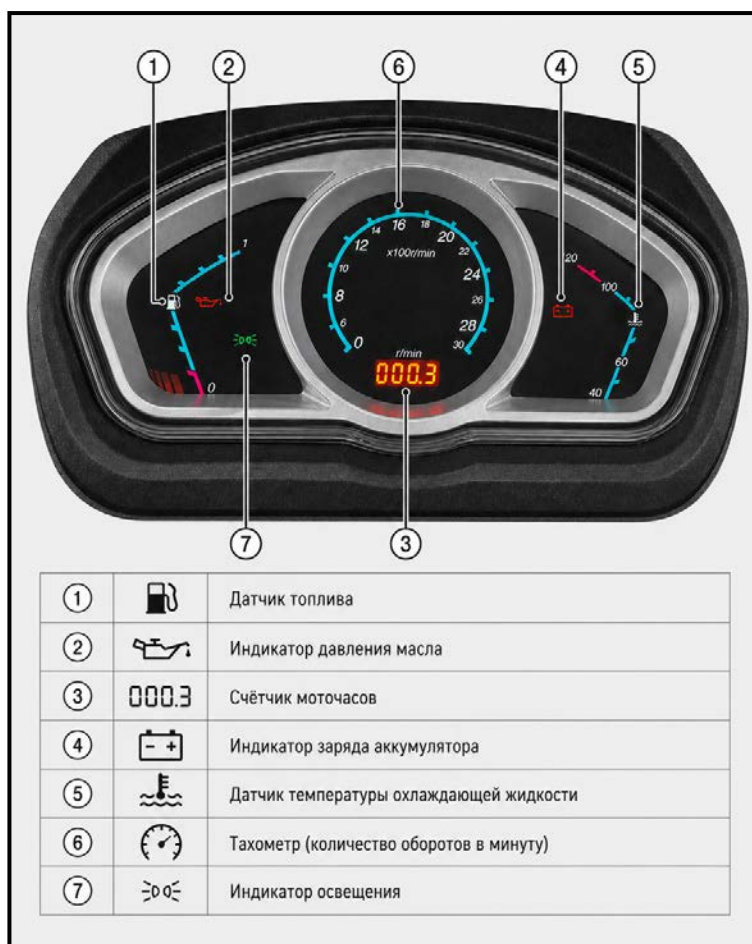 1 2 6 4 5
14 16 18
12 20
10 22
x100r/min
8 24
6 26
0 28
30
r/min
000.3
1
0
120
100
60
40
7 3
1 Датчик топлива
2 Индикатор давления масла
3 000.3 Счётчик моточасов
4 - + Индикатор заряда аккумулятора
5 Датчик температуры охлаждающей жидкости
6 Тахометр (количество оборотов в минуту)
7 Индикатор освещения